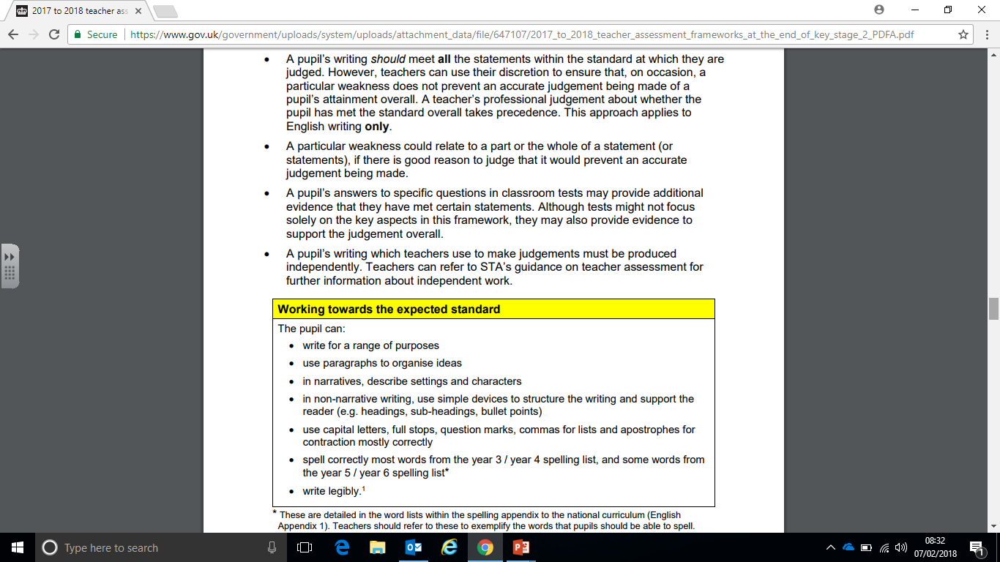 2017 to 2018 teacher ass
Secure
https://www.gov.uk/government/uploads/system/uploads/attachment_data/file/647107/2017_to_2018_teacher_assessment_frameworks_at_the_end_of_key_stage_2_PDFA.pdf
• A pupil’s writing should meet all the statements within the standard at which they are
judged. However, teachers can use their discretion to ensure that, on occasion, a
particular weakness does not prevent an accurate judgement being made of a
pupil’s attainment overall. A teacher’s professional judgement about whether the
pupil has met the standard overall takes precedence. This approach applies to
English writing only.
• A particular weakness could relate to a part or the whole of a statement (or
statements), if there is good reason to judge that it would prevent an accurate
judgement being made.
• A pupil’s answers to specific questions in classroom tests may provide additional
evidence that they have met certain statements. Although tests might not focus
solely on the key aspects in this framework, they may also provide evidence to
support the judgement overall.
• A pupil’s writing which teachers use to make judgements must be produced
independently. Teachers can refer to STA’s guidance on teacher assessment for
further information about independent work.
Working towards the expected standard
The pupil can:
• write for a range of purposes
• use paragraphs to organise ideas
• in narratives, describe settings and characters
• in non-narrative writing, use simple devices to structure the writing and support the
reader (e.g. headings, sub-headings, bullet points)
• use capital letters, full stops, question marks, commas for lists and apostrophes for
contraction mostly correctly
• spell correctly most words from the year 3 / year 4 spelling list, and some words from
the year 5 / year 6 spelling list*
• write legibly.¹
* These are detailed in the word lists within the spelling appendix to the national curriculum (English
Appendix 1). Teachers should refer to these to exemplify the words that pupils should be able to spell.
Type here to search
08:32
07/02/2018
1